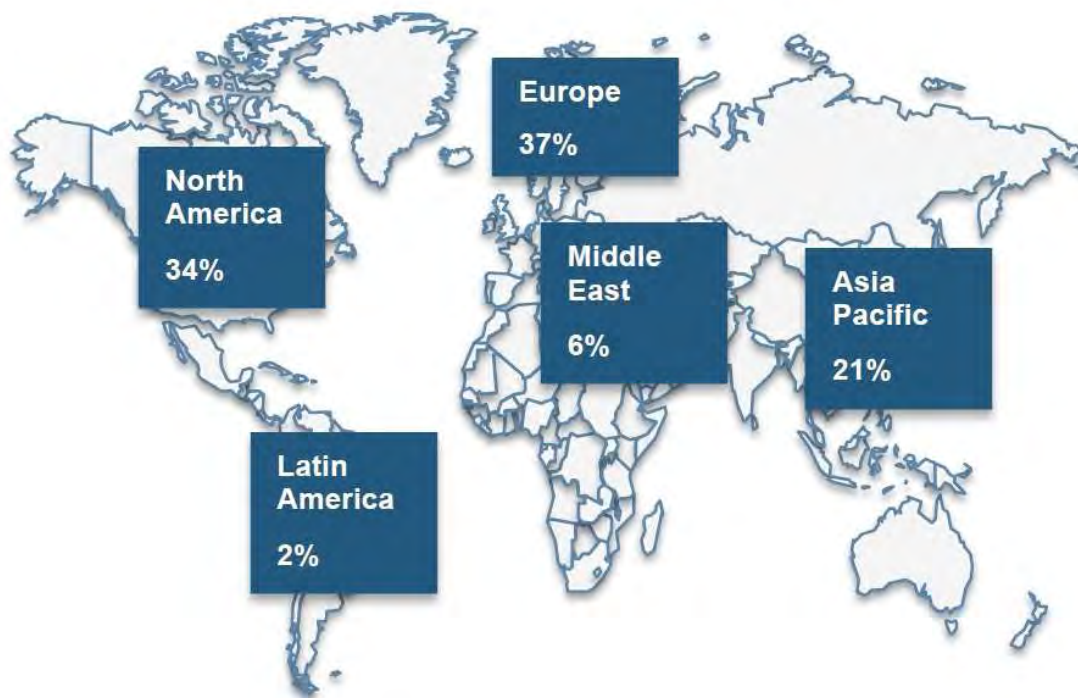 Europe
37%
North
America
34%
Middle
East
6%
Asia
Pacific
21%
Latin
America
2%